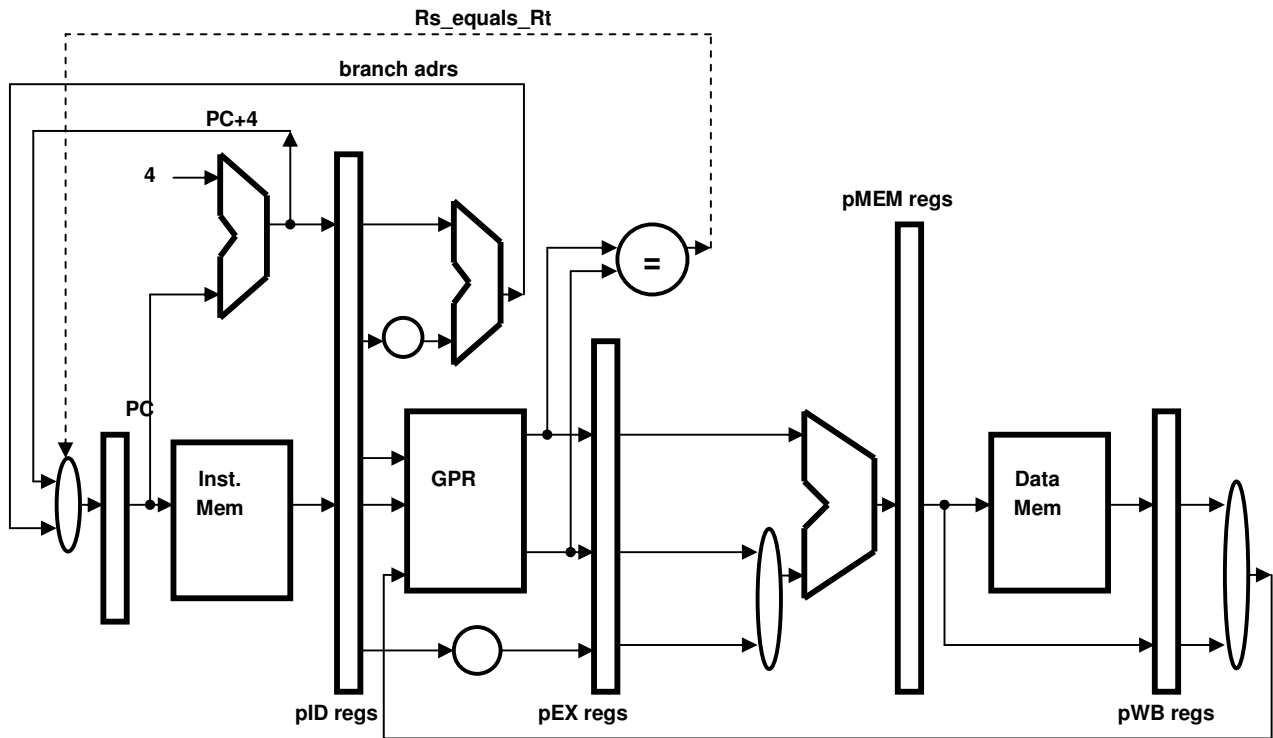 Rs_equals_Rt
branch adrs
PC+4
4
pMEM regs
=
PC
Inst.
Mem
GPR
Data
Mem
pID regs
pEX regs
pWB regs